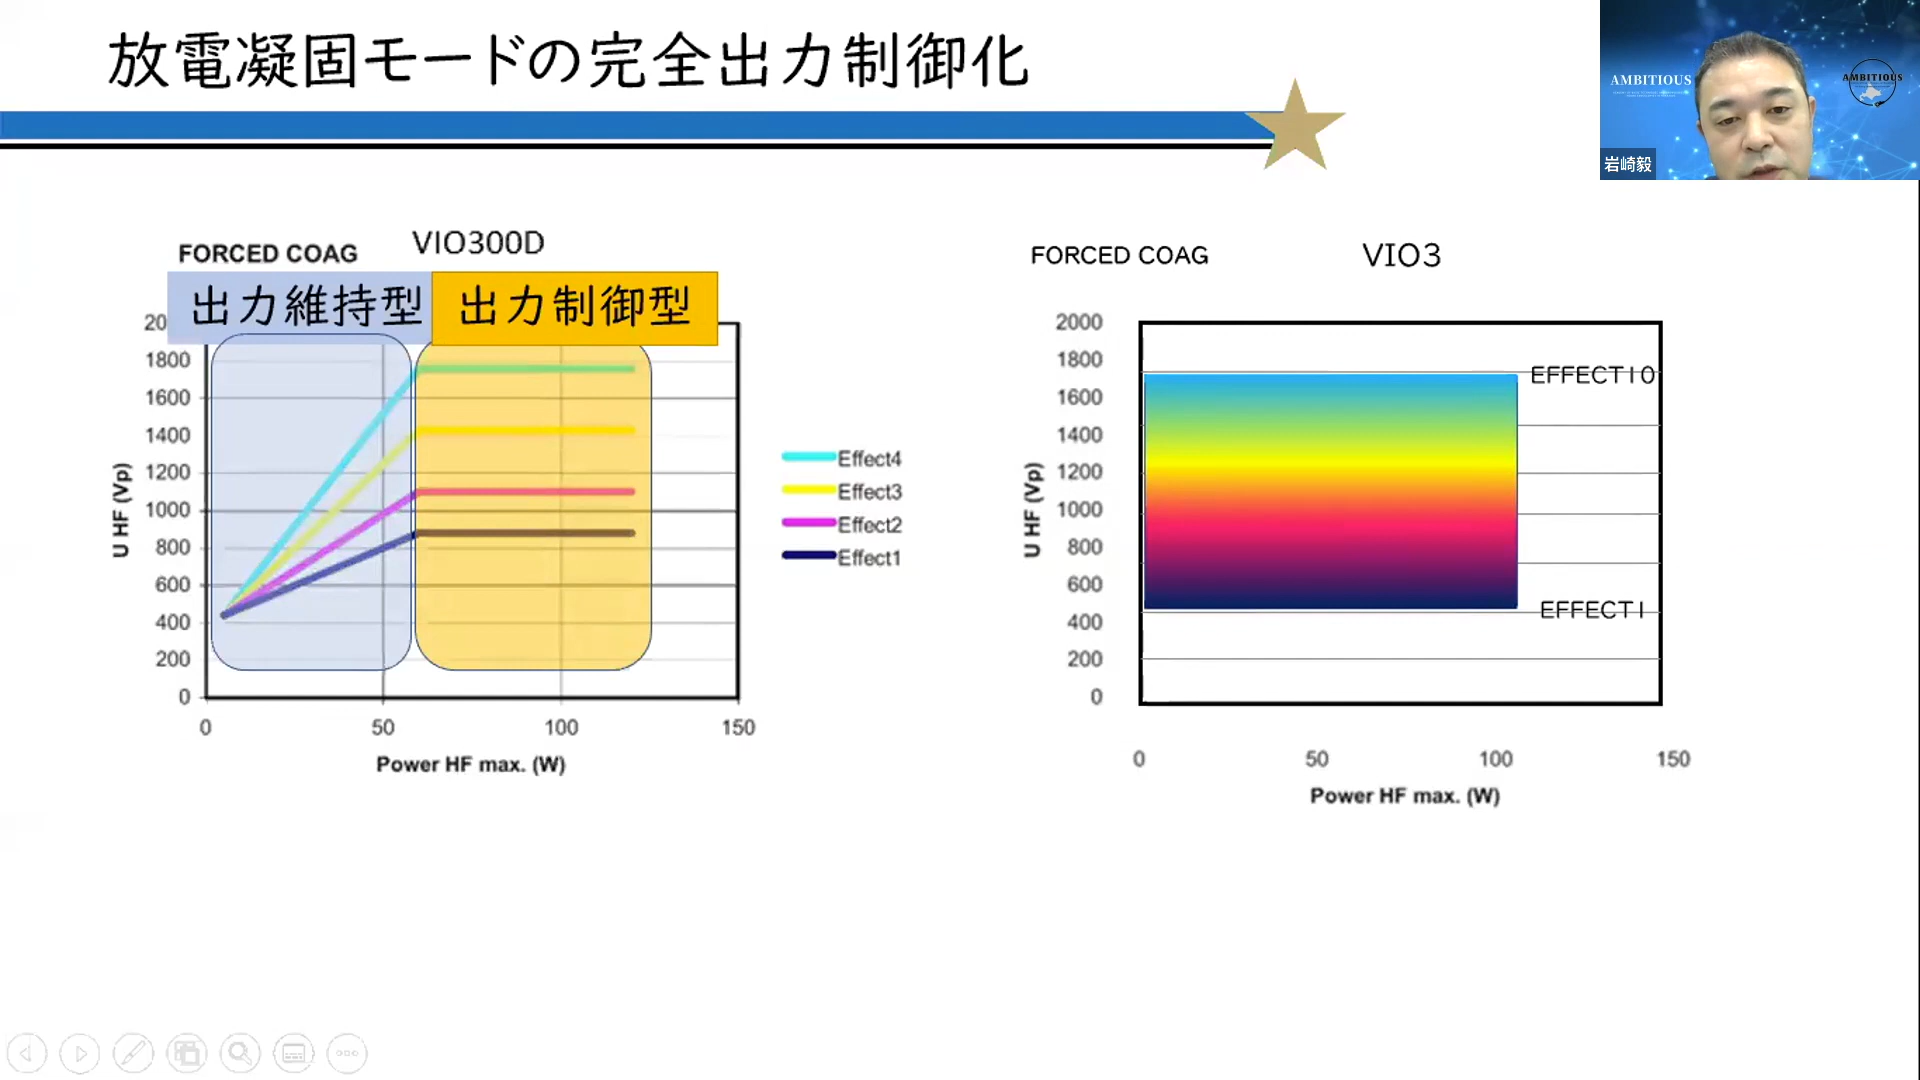 放電凝固モードの完全出力制御化
AMBITIOUS
AMBITIOUS
岩崎毅
FORCED COAG
VIO300D
出力維持型
出力制御型
20
1800
1600
1400
1200
1000
800
600
400
200
0
U HF (Vp)
0 50 100 150
Power HF max. (W)
Effect4
Effect3
Effect2
Effect1
FORCED COAG
VIO3
2000
1800
1600
1400
1200
1000
800
600
400
200
0
U HF (Vp)
EFFECT10
EFFECT1
0 50 100 150
Power HF max. (W)